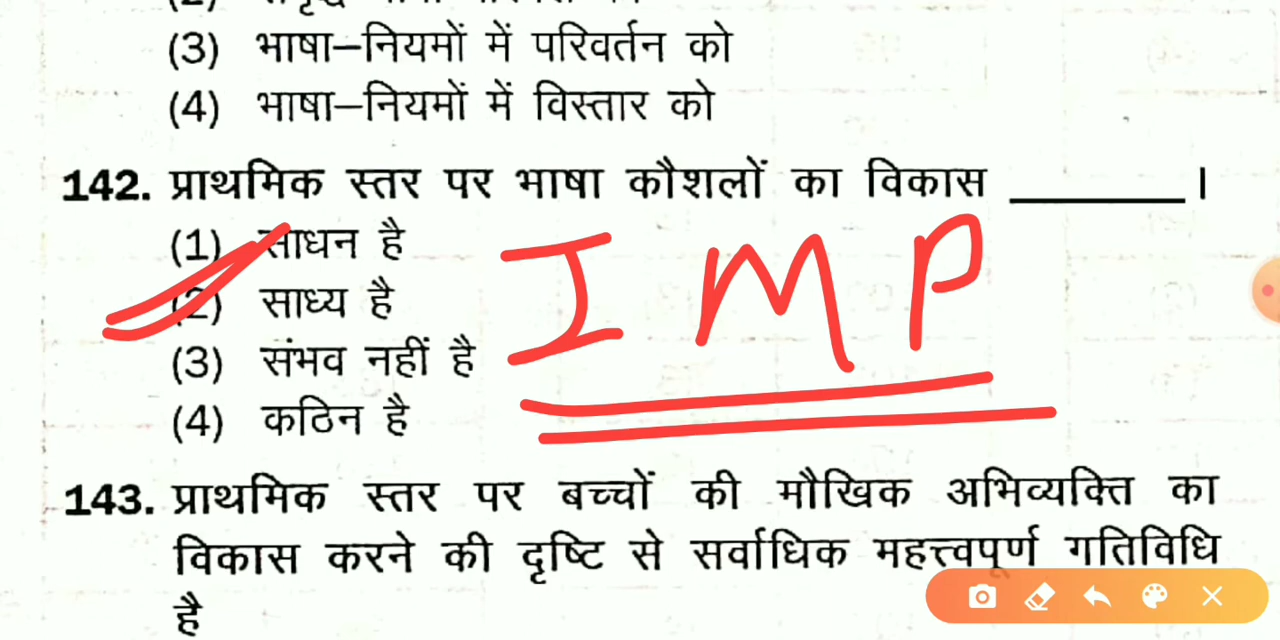 (3) भाषा–नियमों में परिवर्तन को
(4) भाषा–नियमों में विस्तार को
142. प्राथमिक स्तर पर भाषा कौशलों का विकास ________ ।
(1) साधन है
(2) साध्य है
(3) संभव नहीं है
(4) कठिन है
IMP
143. प्राथमिक स्तर पर बच्चों की मौखिक अभिव्यक्ति का
विकास करने की दृष्टि से सर्वाधिक महत्त्वपूर्ण गतिविधि
है